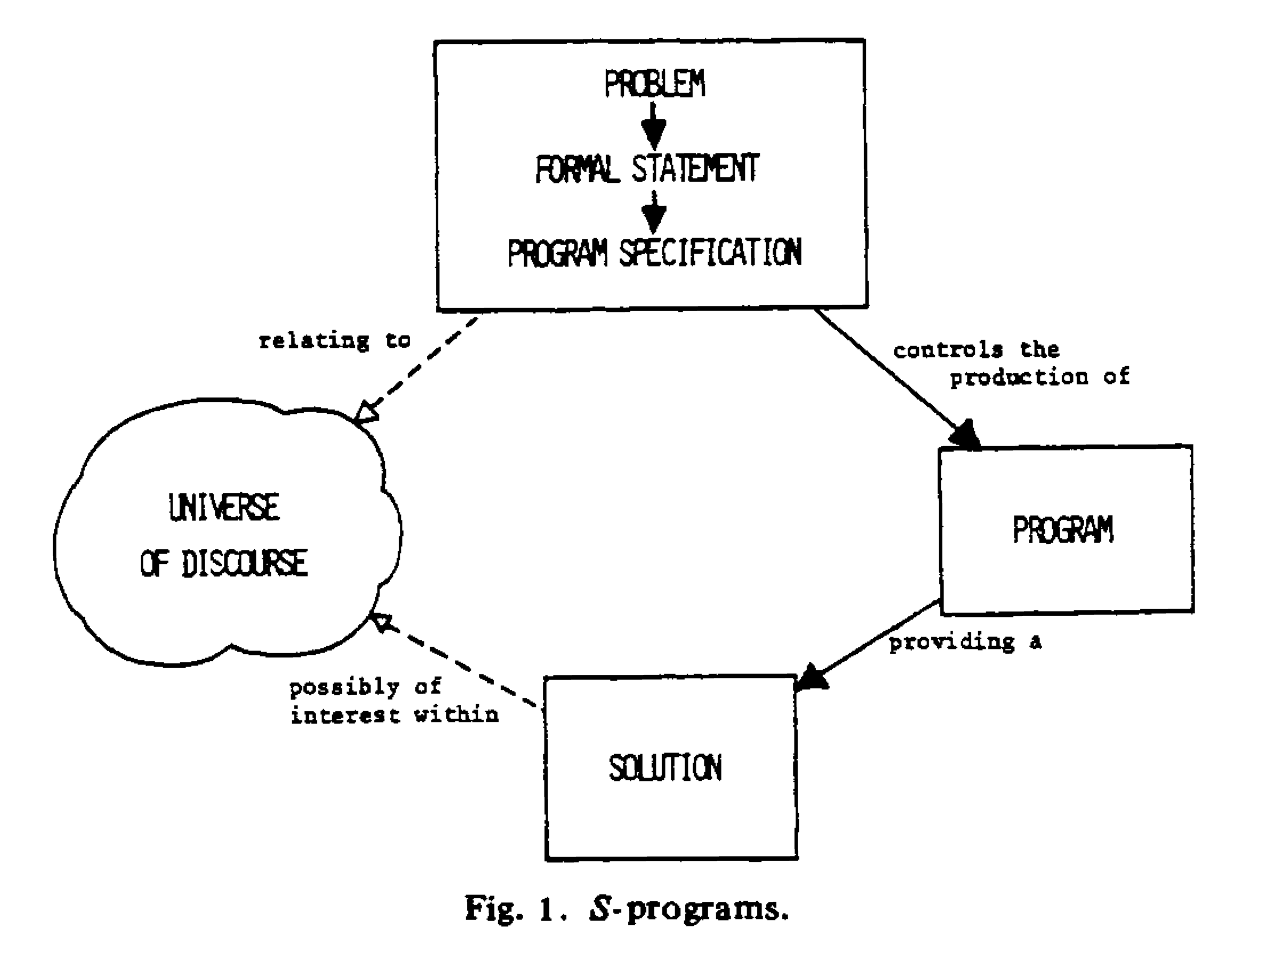 PROBLEM
FORMAL STATEMENT
PROGRAM SPECIFICATION
relating to
controls the
production of
UNIVERSE
OF DISCOURSE
PROGRAM
providing a
possibly of
interest within
SOLUTION
Fig. 1. S-programs.